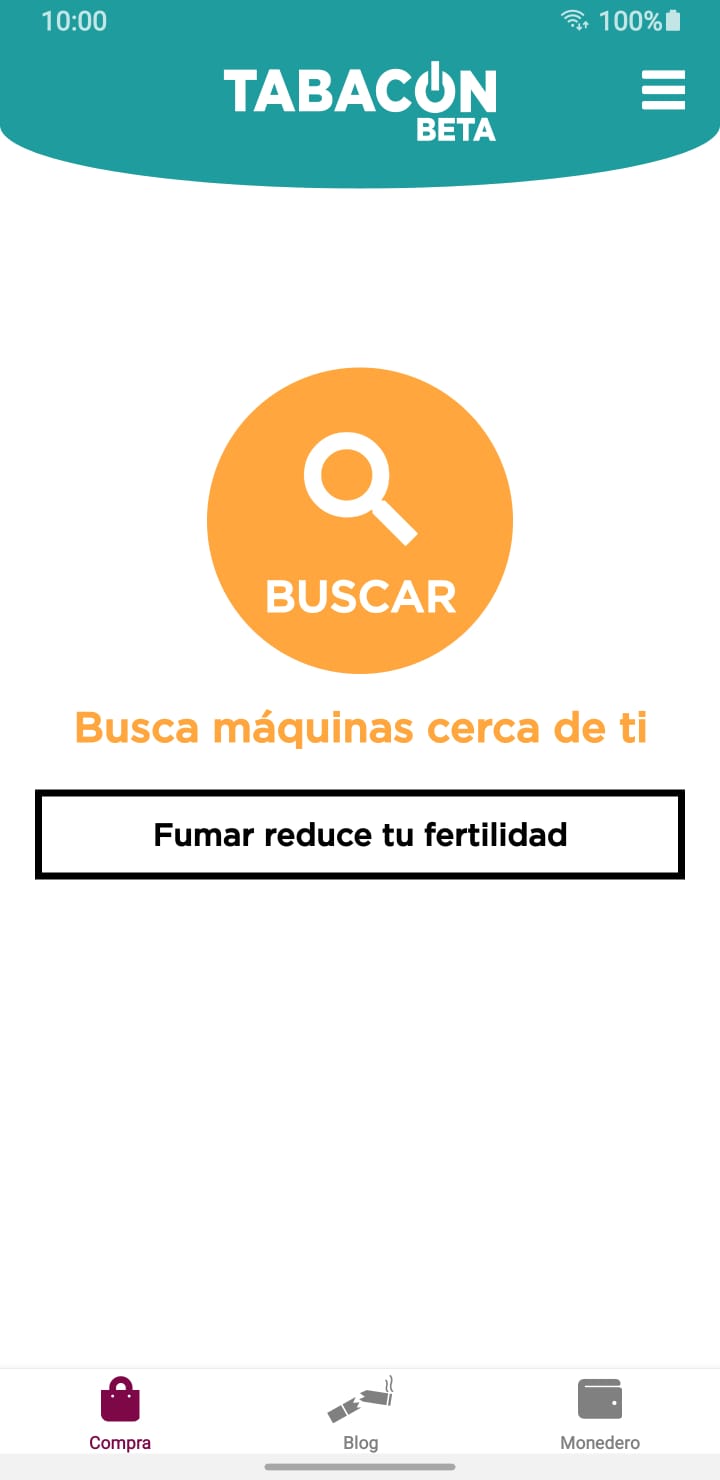 10:00
100%
TABACON
BETA
BUSCAR
Busca máquinas cerca de ti
Fumar reduce tu fertilidad
Compra
Blog
Monedero